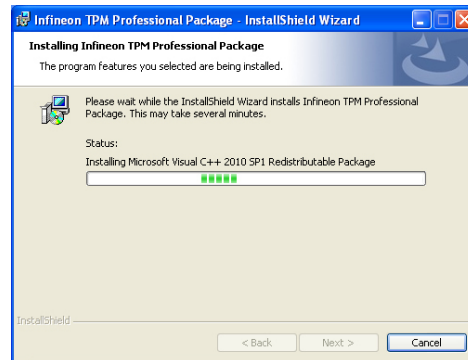 Infineon TPM Professional Package - InstallShield Wizard
Installing Infineon TPM Professional Package
The program features you selected are being installed.
Please wait while the InstallShield Wizard installs Infineon TPM Professional
Package. This may take several minutes.
Status:
Installing Microsoft Visual C++ 2010 SP1 Redistributable Package
InstallShield
< Back
Next >
Cancel